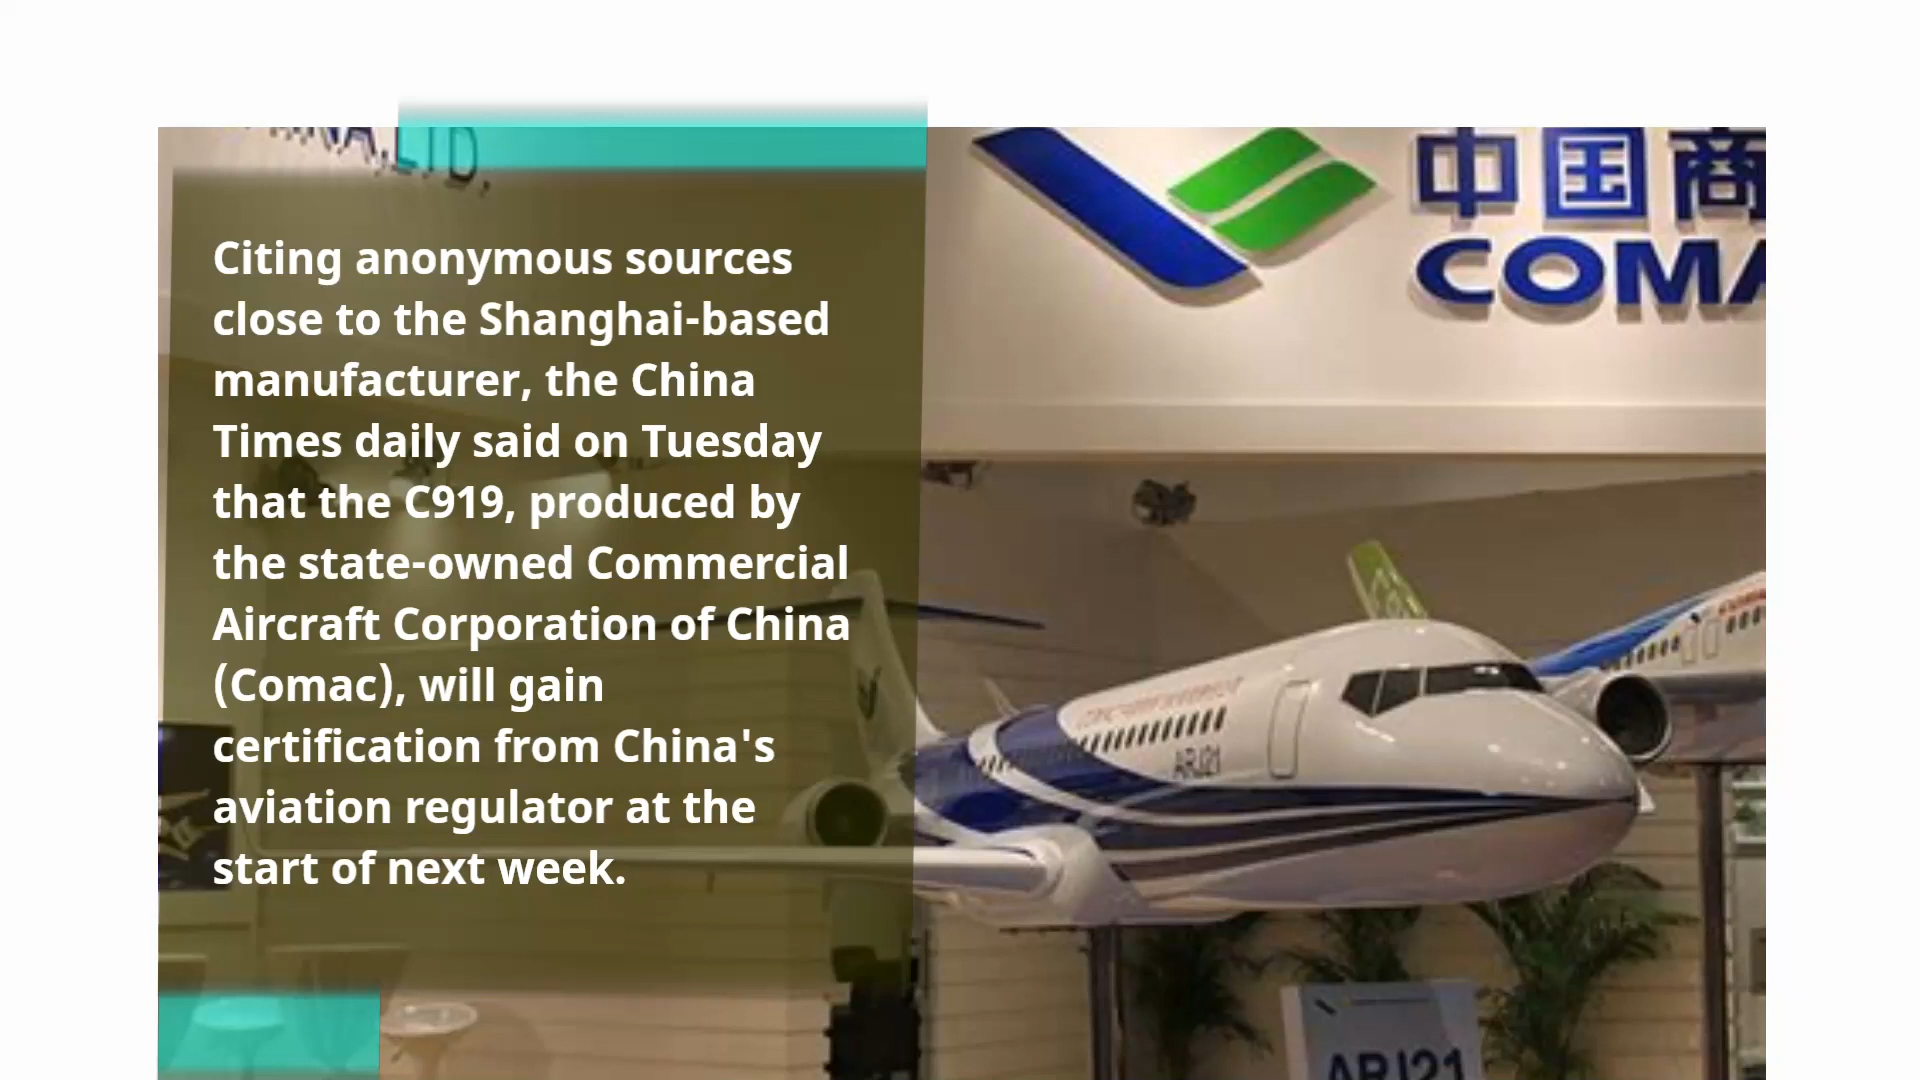 LTD.
中国商
COMA
Citing anonymous sources
close to the Shanghai-based
manufacturer, the China
Times daily said on Tuesday
that the C919, produced by
the state-owned Commercial
Aircraft Corporation of China
(Comac), will gain
certification from China's
aviation regulator at the
start of next week.
ARJ21
ARJ21